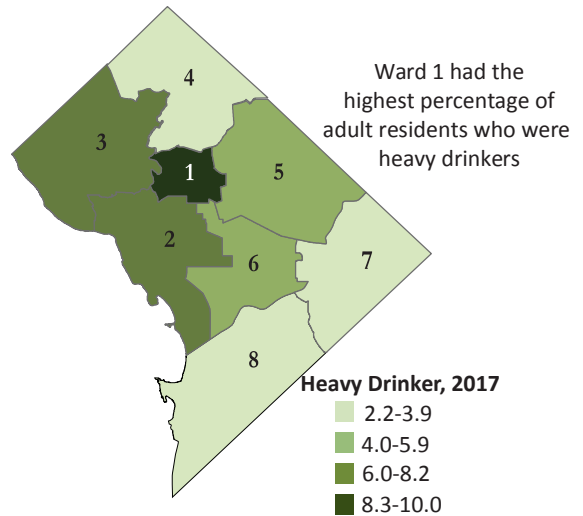 4
Ward 1 had the
highest percentage of
adult residents who were
heavy drinkers
3
1
5
2
6
7
8
Heavy Drinker, 2017
2.2-3.9
4.0-5.9
6.0-8.2
8.3-10.0